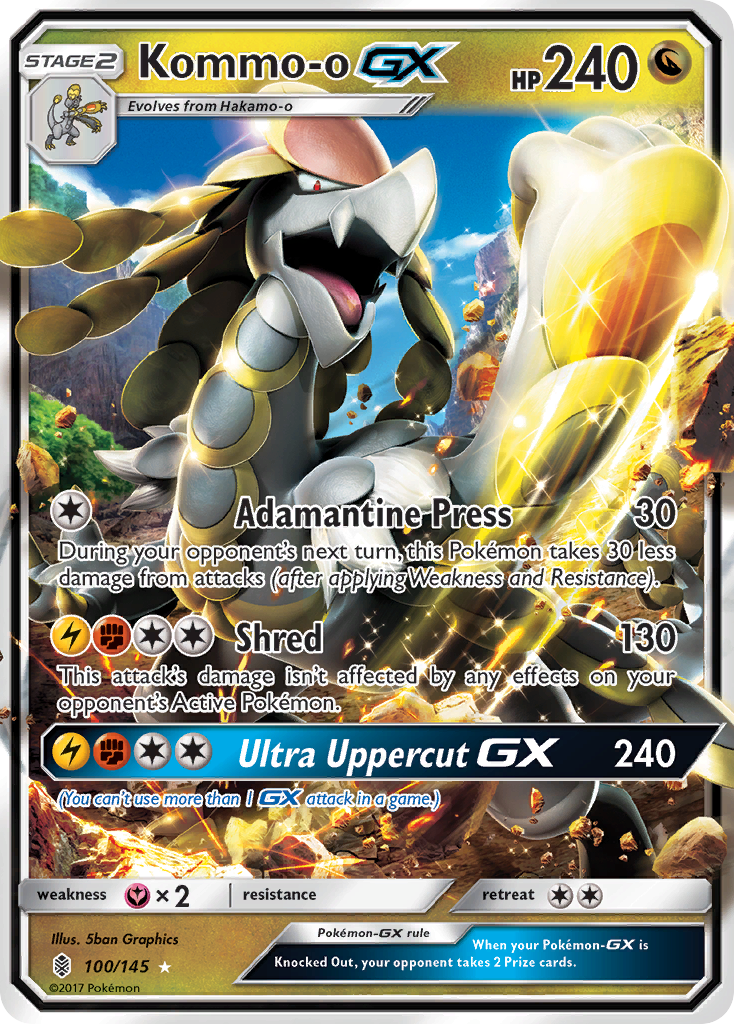 STAGE2 Kommo-o GX HP240
Evolves from Hakamo-o
Adamantine Press 30
During your opponent's next turn, this Pokémon takes 30 less
damage from attacks (after applying Weakness and Resistance).
Shred 130
This attack's damage isn't affected by any effects on your
opponent's Active Pokémon.
Ultra Uppercut GX 240
(You can't use more than 1 GX attack in a game.)
weakness ×2 resistance retreat
Illus. 5ban Graphics
Pokémon-GX rule
When your Pokémon-GX is
Knocked Out, your opponent takes 2 Prize cards.
100/145
©2017 Pokémon